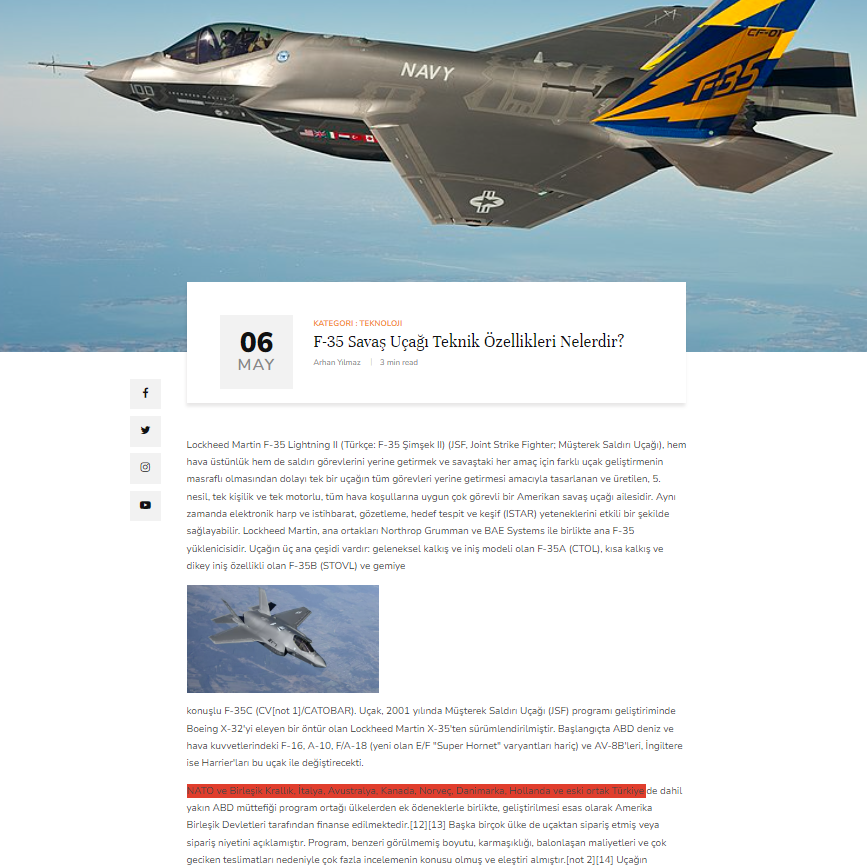 NAVY
CF-01
F-35
100
06
MAY
KATEGORI : TEKNOLOJI
F-35 Savaş Uçağı Teknik Özellikleri Nelerdir?
Arhan Yilmaz | 3 min read
Lockheed Martin F-35 Lightning II (Türkçe: F-35 Şimşek II) (JSF, Joint Strike Fighter; Müşterek Saldırı Uçağı), hem
hava üstünlük hem de saldırı görevlerini yerine getirmek ve savaştaki her amaç için farklı uçak geliştirmenin
masraflı olmasından dolayı tek bir uçağın tüm görevleri yerine getirmesi amacıyla tasarlanan ve üretilen, 5.
nesil, tek kişilik ve tek motorlu, tüm hava koşullarına uygun çok görevli bir Amerikan savaş uçağı ailesidir. Aynı
zamanda elektronik harp ve istihbarat, gözetleme, hedef tespit ve keşif (ISTAR) yeteneklerini etkili bir şekilde
sağlayabilir. Lockheed Martin, ana ortakları Northrop Grumman ve BAE Systems ile birlikte ana F-35
yüklenicisidir. Uçağın üç ana çeşidi vardır: geleneksel kalkış ve iniş modeli olan F-35A (CTOL), kısa kalkış ve
dikey iniş özellikli olan F-35B (STOVL) ve gemiye
konuşlu F-35C (CV[not 1]/CATOBAR). Uçak, 2001 yılında Müşterek Saldırı Uçağı (JSF) programı geliştiriminde
Boeing X-32'yi eleyen bir öntür olan Lockheed Martin X-35'ten sürümlendirilmiştir. Başlangıçta ABD deniz ve
hava kuvvetlerindeki F-16, A-10, F/A-18 (yeni olan E/F "Super Hornet" varyantları hariç) ve AV-8B'leri, İngiltere
ise Harrier'ları bu uçak ile değiştirecekti.
NATO ve Birleşik Krallık, İtalya, Avustralya, Kanada, Norveç, Danimarka, Hollanda ve eski ortak Türkiye'de dahil
yakın ABD müttefiği program ortağı ülkelerden ek ödeneklerle birlikte, geliştirilmesi esas olarak Amerika
Birleşik Devletleri tarafından finanse edilmektedir.[12][13] Başka birçok ülke de uçaktan sipariş etmiş veya
sipariş niyetini açıklamıştır. Program, benzeri görülmemiş boyutu, karmaşıklığı, balonlaşan maliyetleri ve çok
geciken teslimatları nedeniyle çok fazla incelemenin konusu olmuş ve eleştiri almıştır.[not 2][14] Uçağın